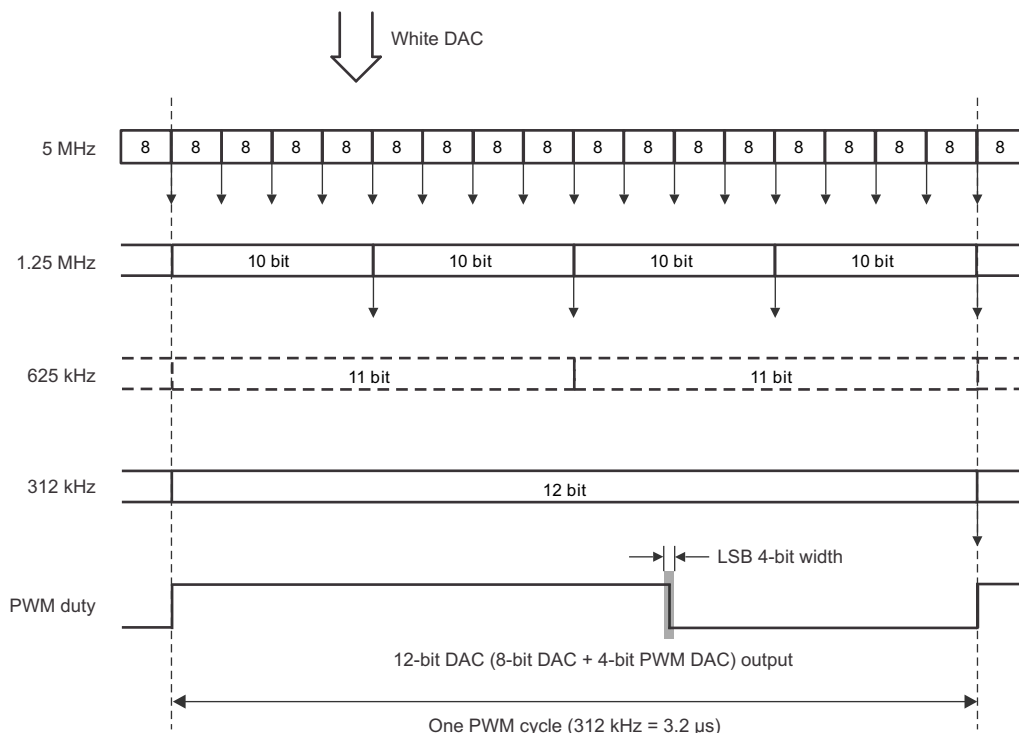 White DAC
5 MHz 8 8 8 8 8 8 8 8 8 8 8 8 8 8 8 8 8 8
1.25 MHz 10 bit 10 bit 10 bit 10 bit
625 kHz 11 bit 11 bit
312 kHz 12 bit
LSB 4-bit width
PWM duty
12-bit DAC (8-bit DAC + 4-bit PWM DAC) output
One PWM cycle (312 kHz = 3.2 µs)